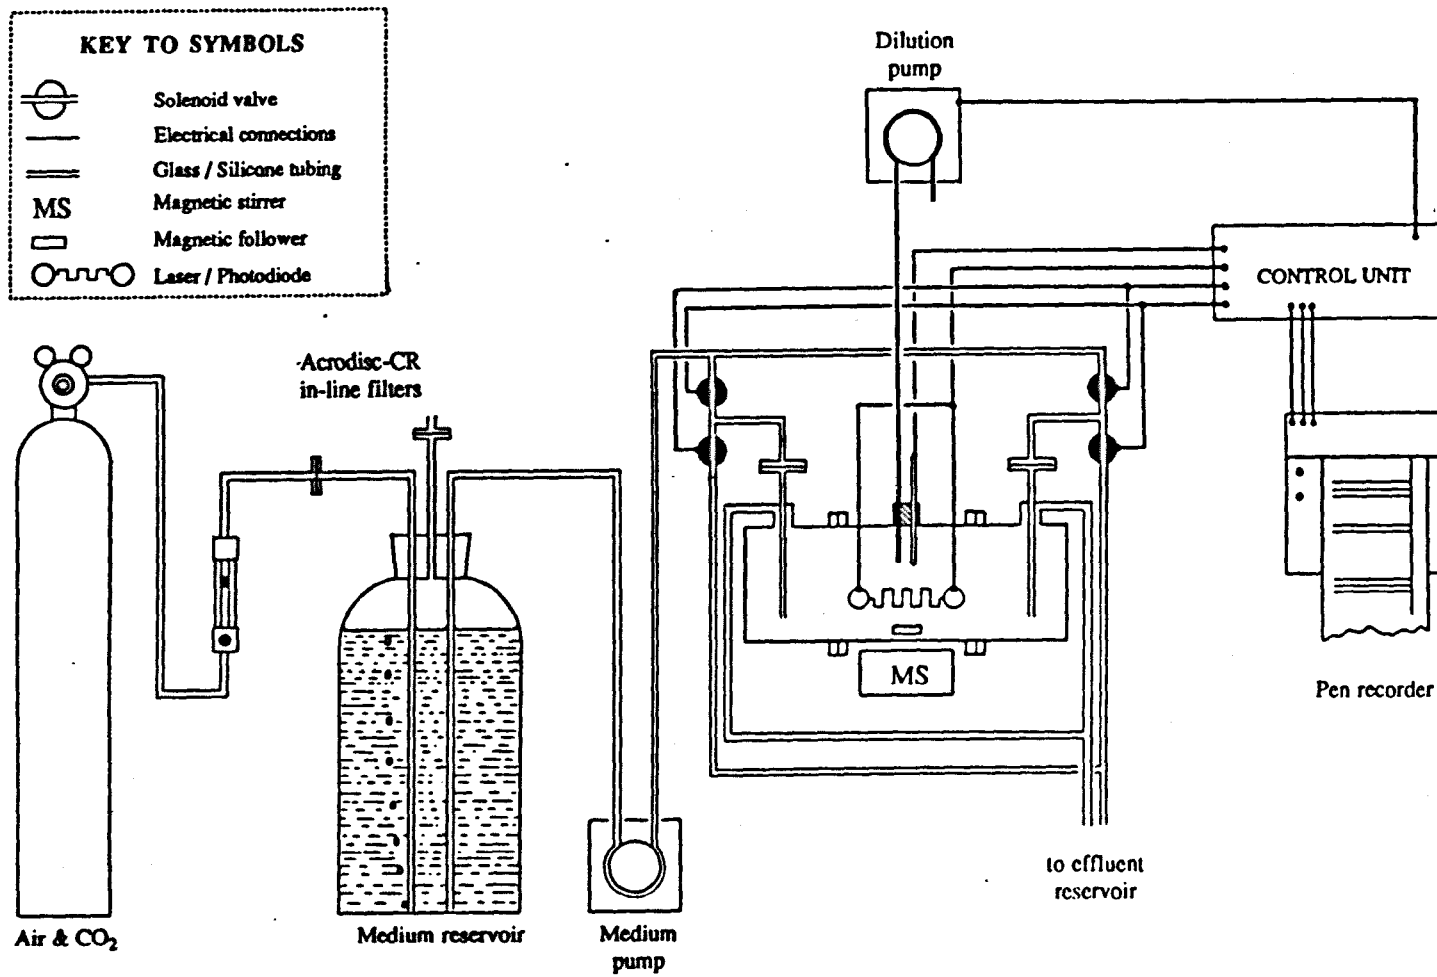 KEY TO SYMBOLS
Solenoid valve
Electrical connections
Glass / Silicone tubing
MS Magnetic stirrer
Magnetic follower
Laser / Photodiode
Dilution
pump
CONTROL UNIT
Acrodisc-CR
in-line filters
MS
Pen recorder
to effluent
reservoir
Air & CO2
Medium reservoir
Medium
pump